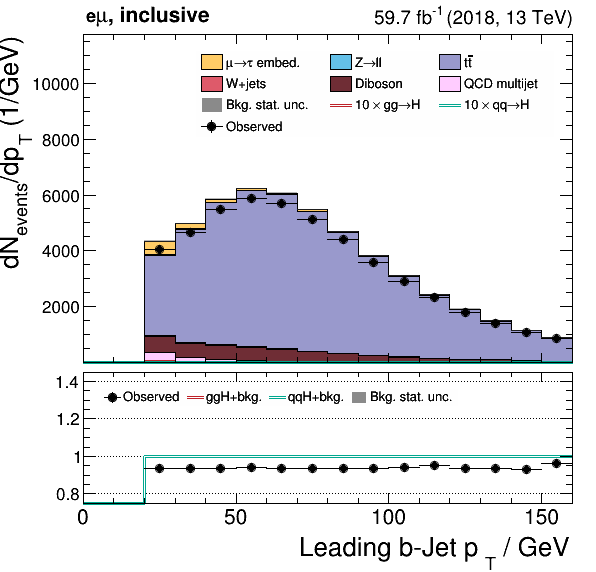 eμ, inclusive 59.7 fb⁻¹ (2018, 13 TeV)
dN_events/dp_T (1/GeV)
μ→τ embed. Z→ll tt̄
W+jets Diboson QCD multijet
Bkg. stat. unc. 10 × gg→H 10 × qq→H
Observed
10000
8000
6000
4000
2000
Observed ggH+bkg. qqH+bkg. Bkg. stat. unc.
1.4
1.2
1
0.8
0 50 100 150
Leading b-Jet p_T / GeV